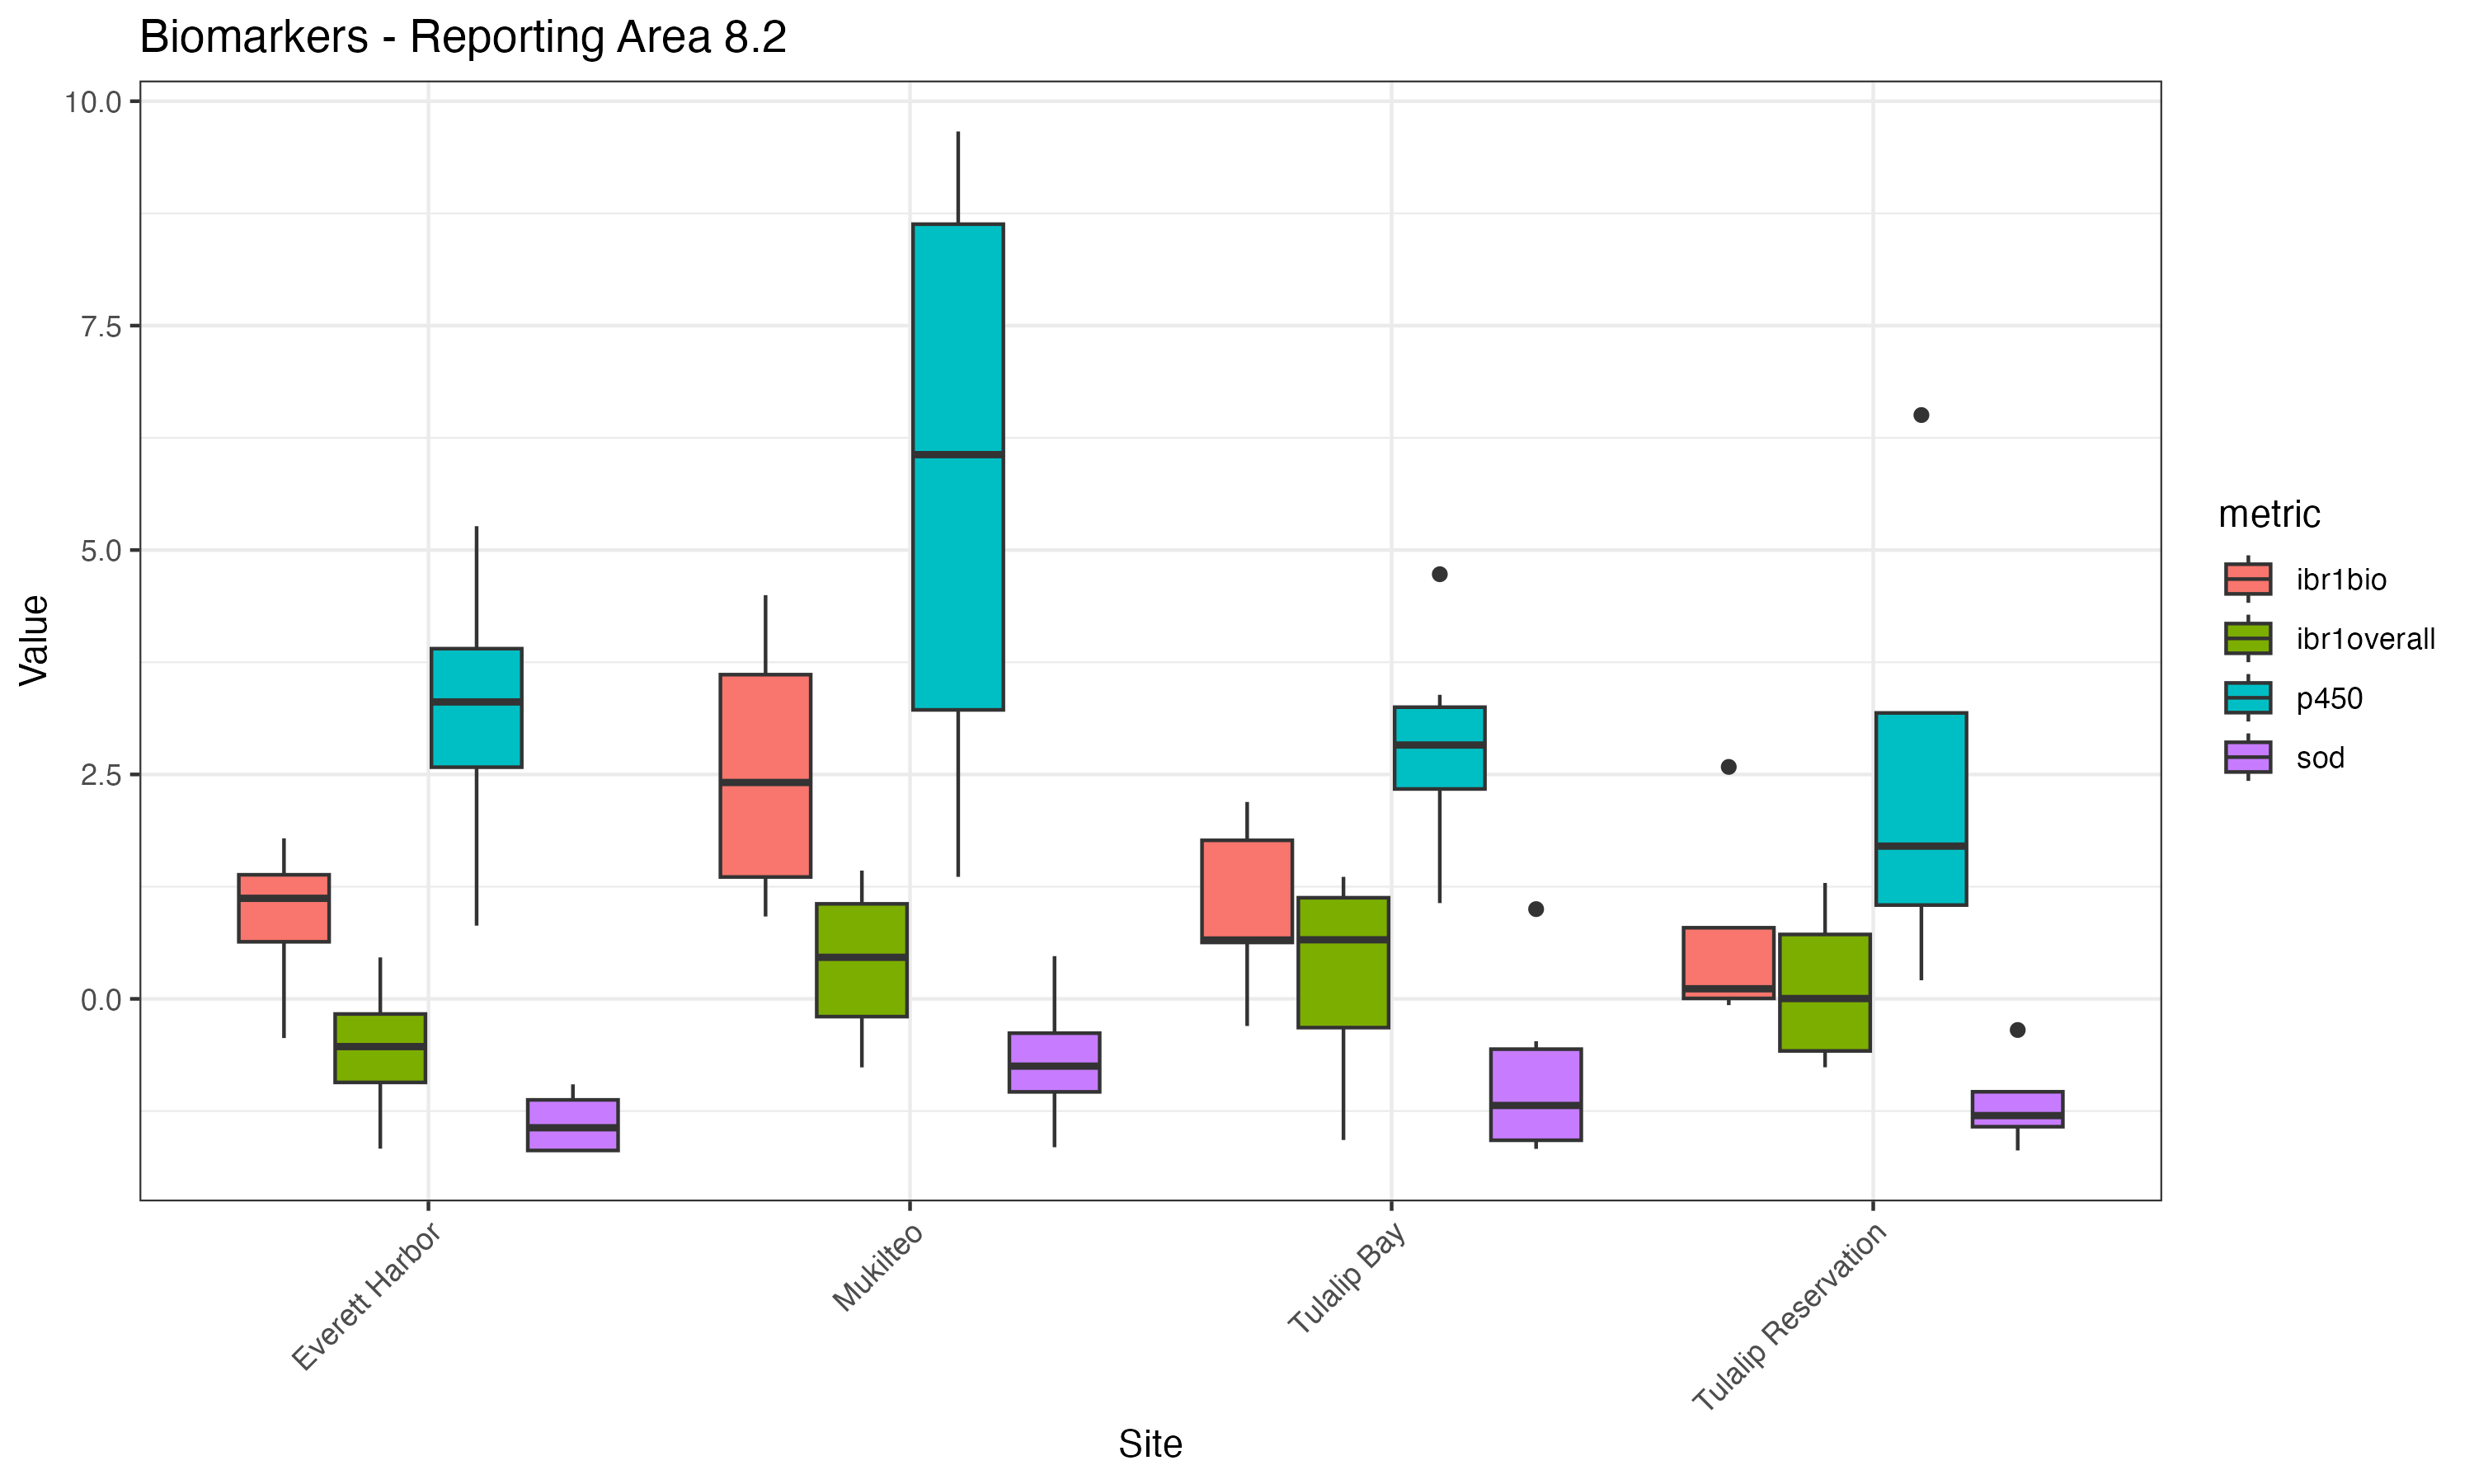 Biomarkers - Reporting Area 8.2
10.0
7.5
5.0
2.5
0.0
Value
Everett Harbor
Mukilteo
Tulalip Bay
Tulalip Reservation
Site
metric
ibr1bio
ibr1overall
p450
sod